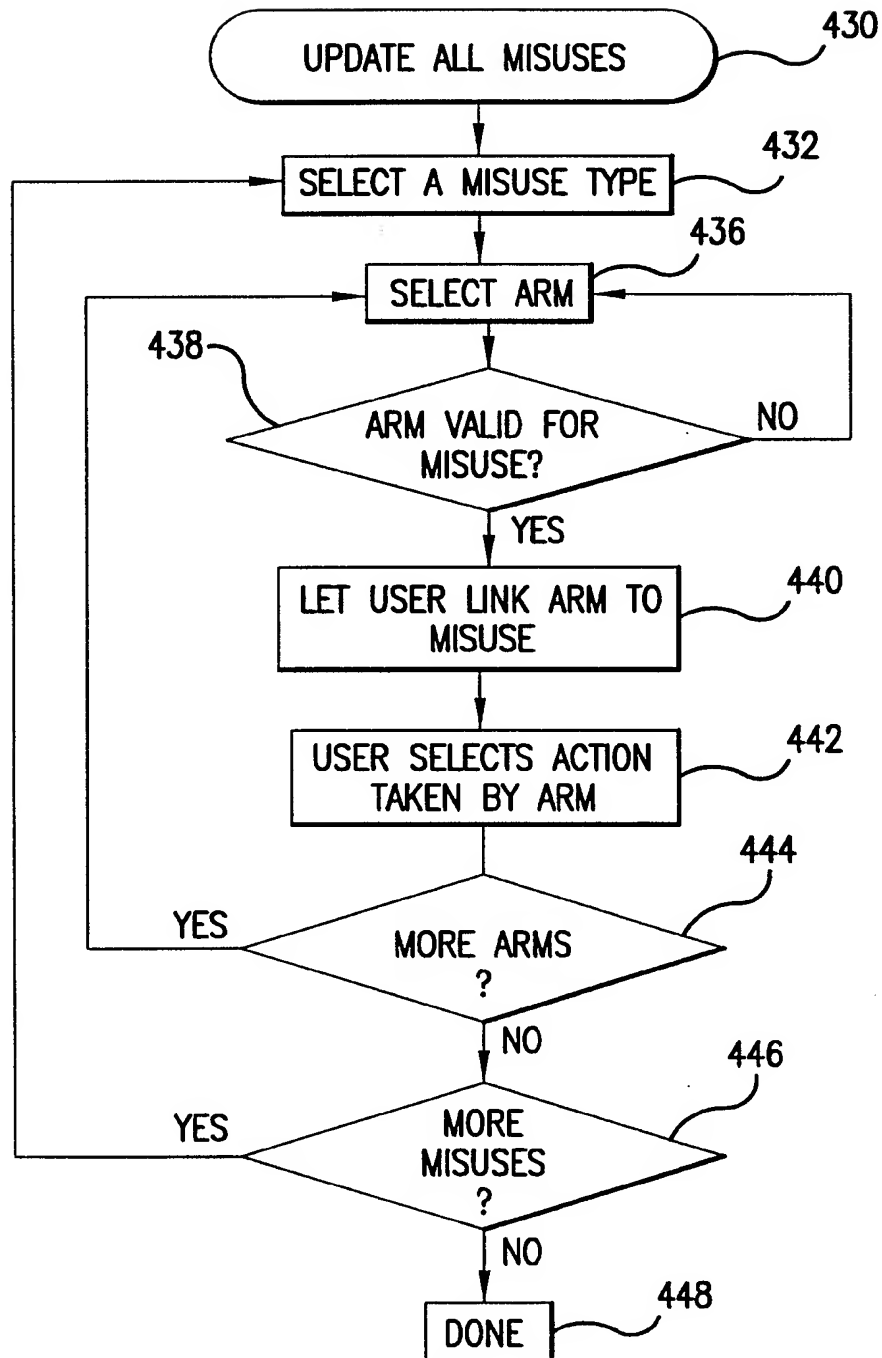 UPDATE ALL MISUSES
430
SELECT A MISUSE TYPE
432
436
SELECT ARM
438
ARM VALID FOR
MISUSE?
NO
YES
LET USER LINK ARM TO
MISUSE
440
USER SELECTS ACTION
TAKEN BY ARM
442
444
YES
MORE ARMS
?
NO
446
YES
MORE
MISUSES
?
NO
448
DONE